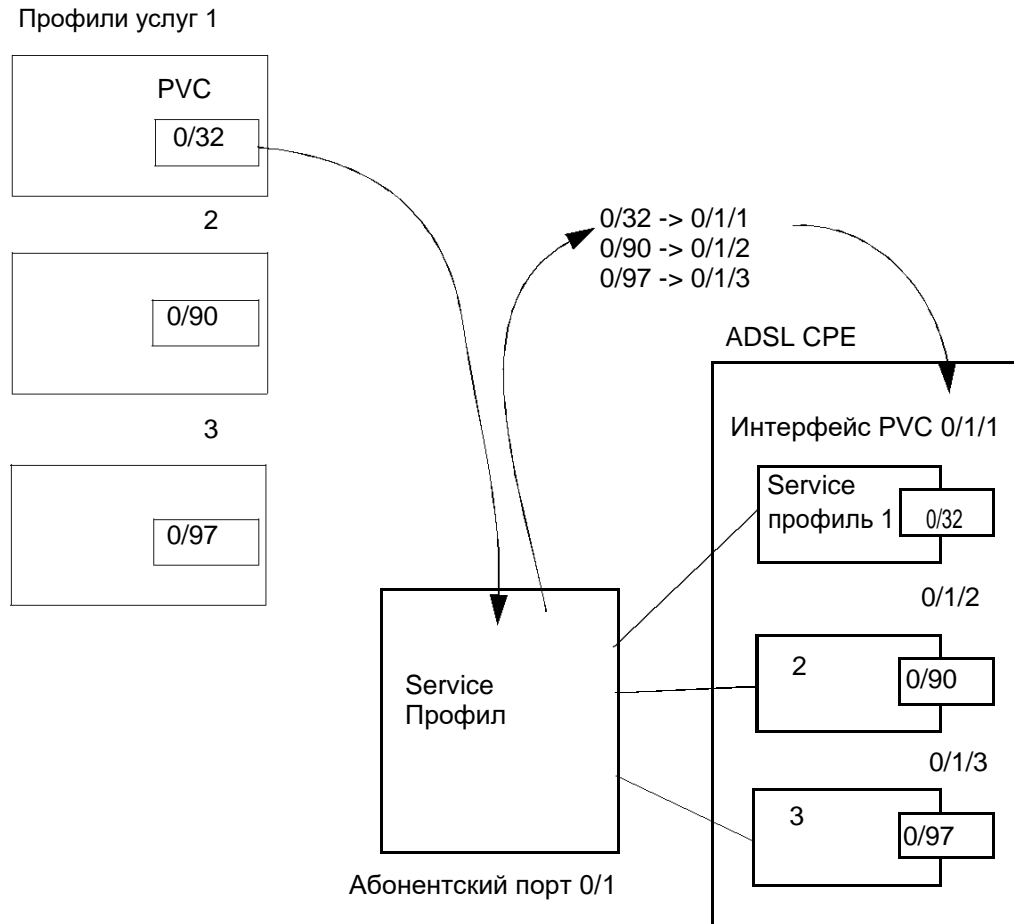 Профили услуг 1
PVC
0/32
2
0/90
3
0/97
0/32 -> 0/1/1
0/90 -> 0/1/2
0/97 -> 0/1/3
ADSL CPE
Интерфейс PVC 0/1/1
Service
профиль 1
0/32
0/1/2
2
0/90
0/1/3
3
0/97
Service
Профил
Абонентский порт 0/1